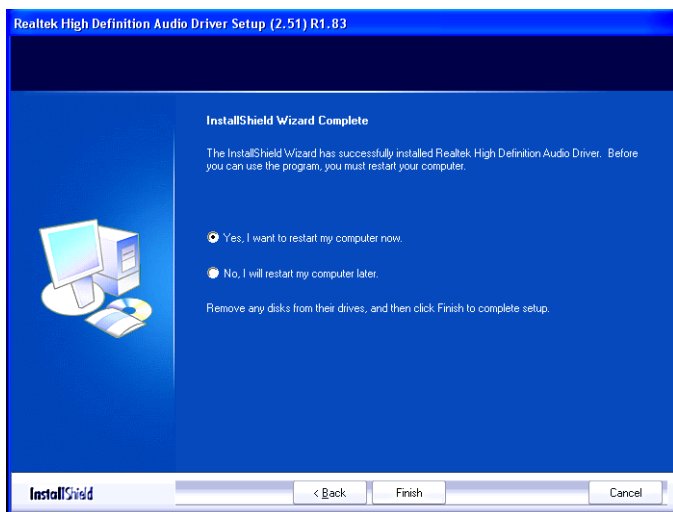 Realtek High Definition Audio Driver Setup (2.51) R1.83
InstallShield Wizard Complete
The InstallShield Wizard has successfully installed Realtek High Definition Audio Driver. Before
you can use the program, you must restart your computer.
Yes, I want to restart my computer now.
No, I will restart my computer later.
Remove any disks from their drives, and then click Finish to complete setup.
InstallShield
< Back
Finish
Cancel